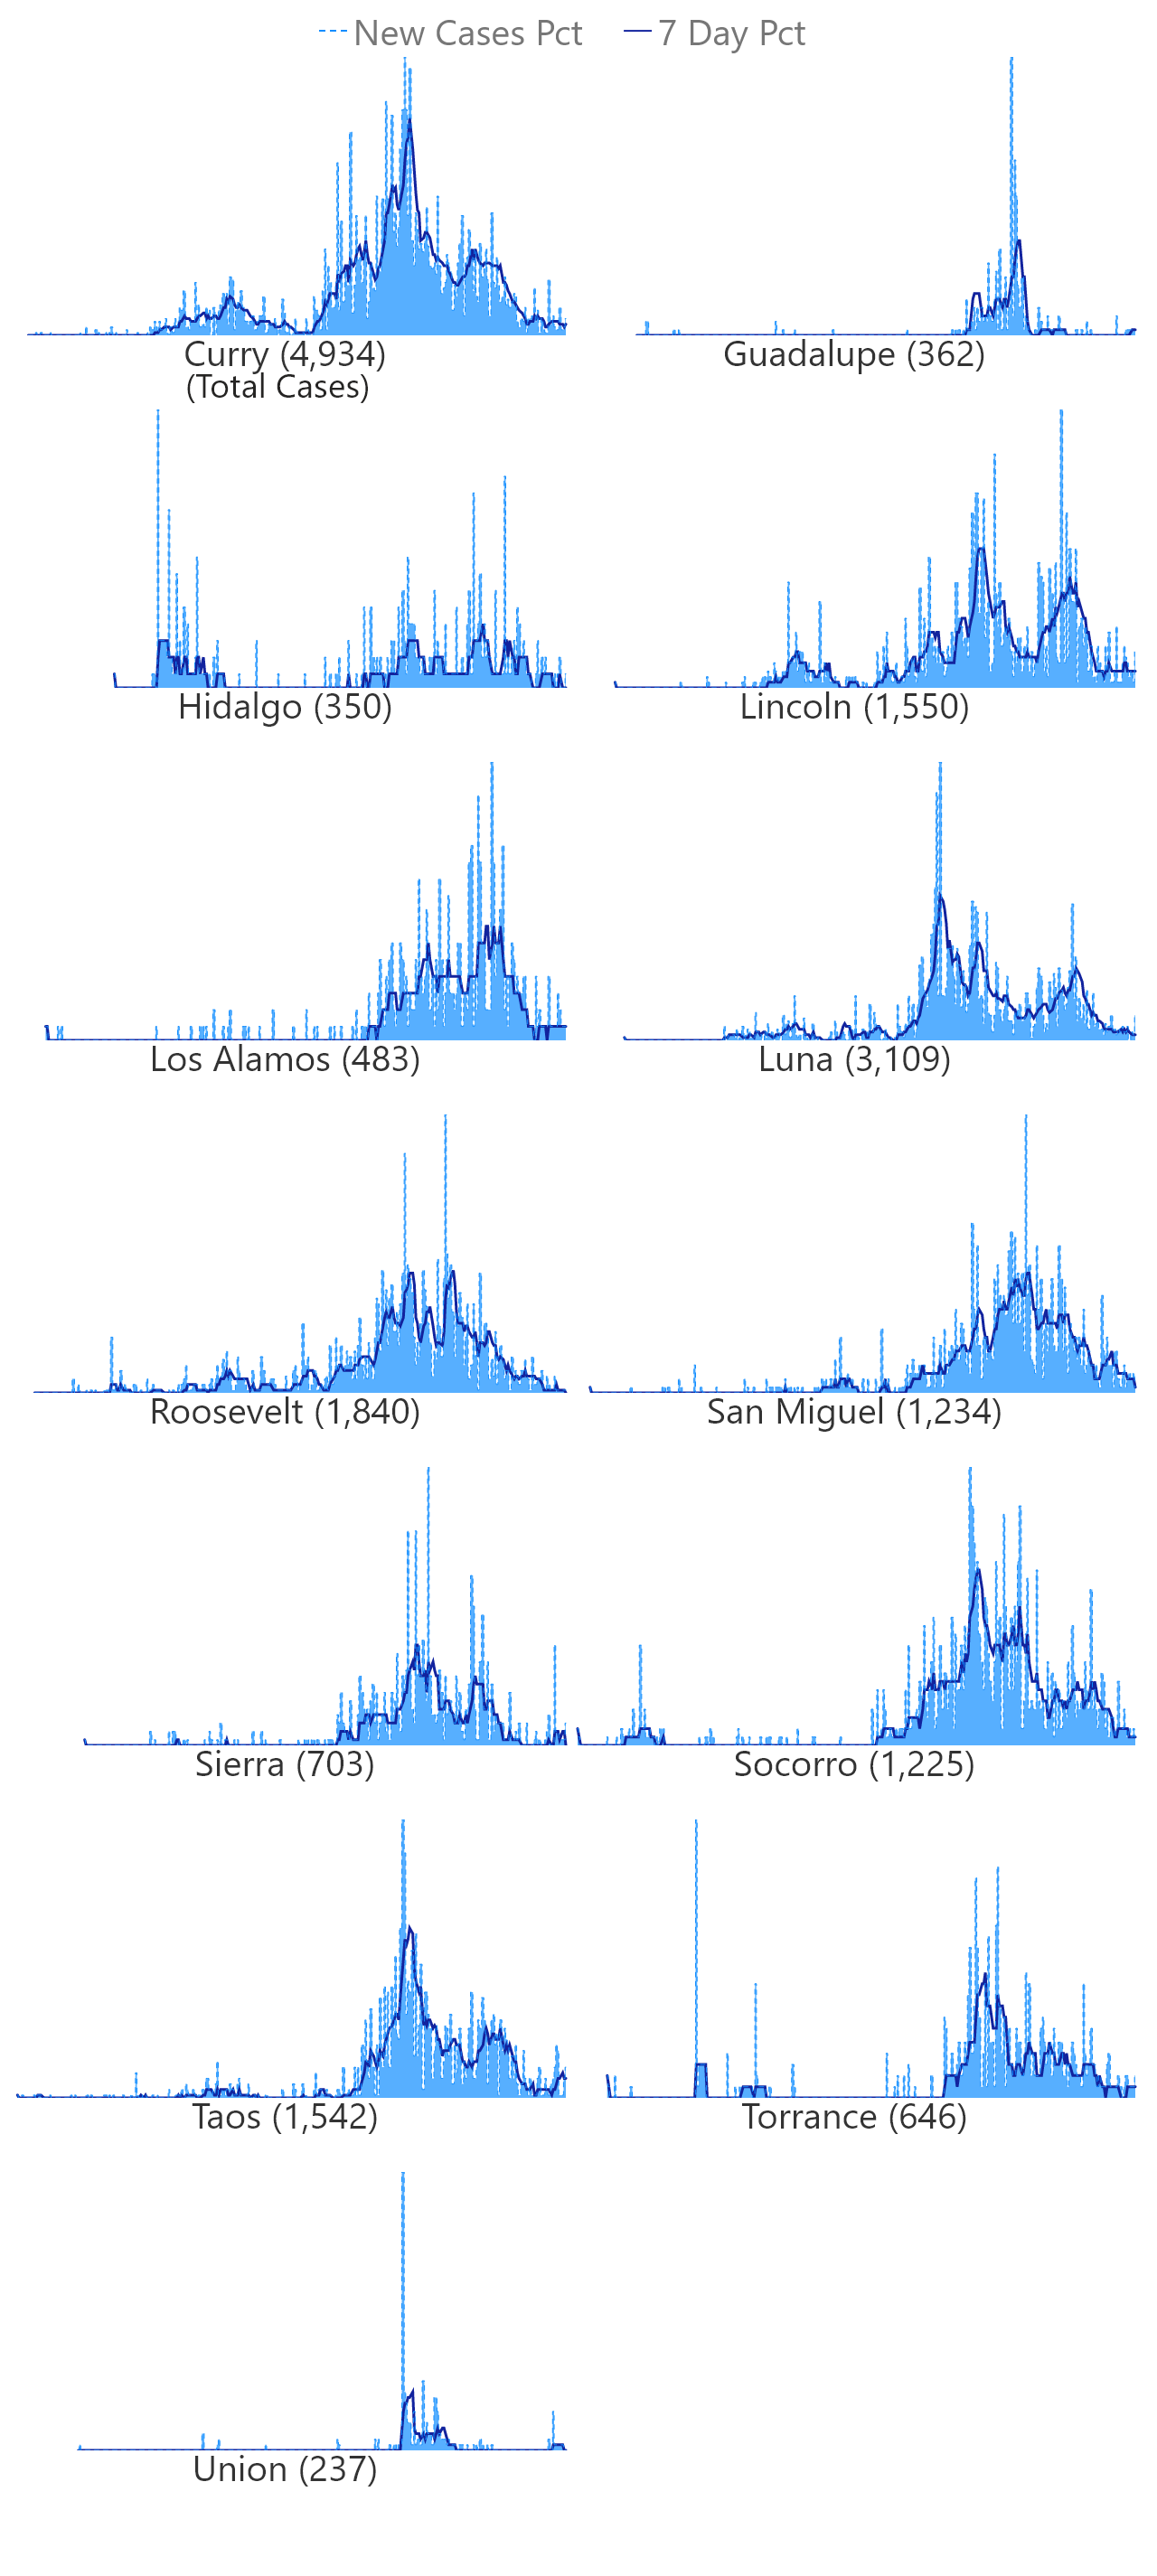 New Cases Pct 7 Day Pct
Curry (4,934) Guadalupe (362)
(Total Cases)
Hidalgo (350) Lincoln (1,550)
Los Alamos (483) Luna (3,109)
Roosevelt (1,840) San Miguel (1,234)
Sierra (703) Socorro (1,225)
Taos (1,542) Torrance (646)
Union (237)